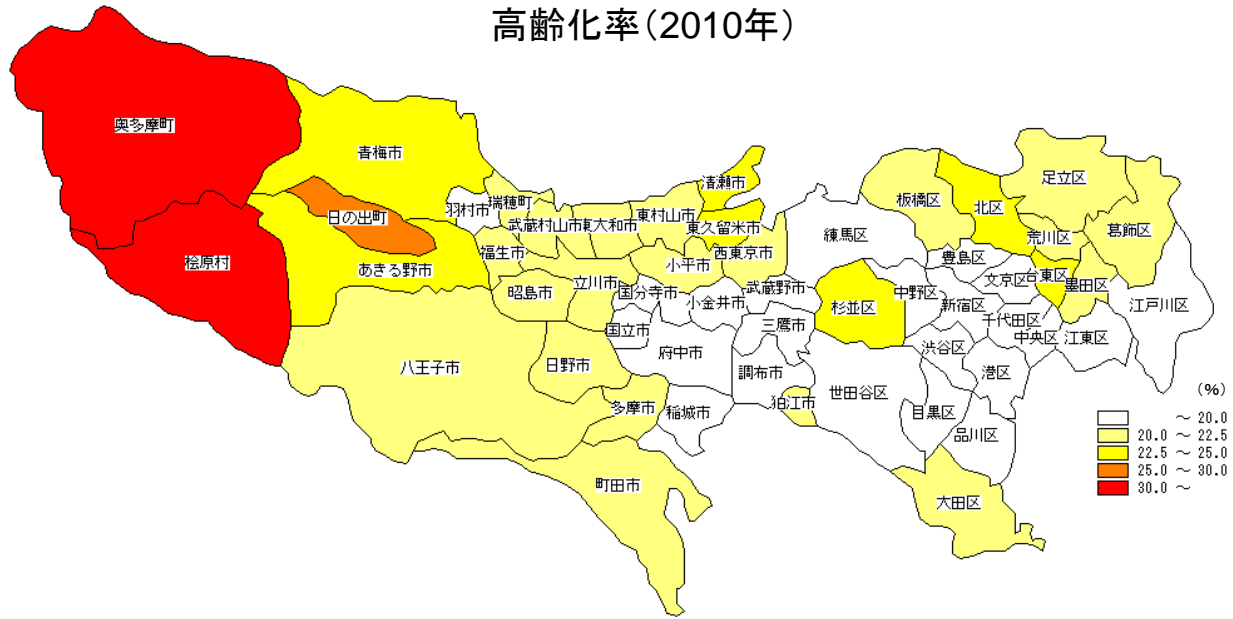 高齢化率(2010年)
奥多摩町
青梅市
日の出町
桧原村
あきる野市
羽村市
瑞穂町
武蔵村山市
東大和市
東村山市
清瀬市
東久留米市
西東京市
福生市
昭島市
立川市
小平市
国分寺市
小金井市
武蔵野市
国立市
三鷹市
府中市
調布市
狛江市
八王子市
日野市
多摩市
稲城市
町田市
練馬区
板橋区
北区
足立区
葛飾区
荒川区
豊島区
文京区
台東区
墨田区
江戸川区
杉並区
中野区
新宿区
千代田区
中央区
江東区
渋谷区
港区
世田谷区
目黒区
品川区
大田区
(%)
~ 20.0
20.0 ~ 22.5
22.5 ~ 25.0
25.0 ~ 30.0
30.0 ~